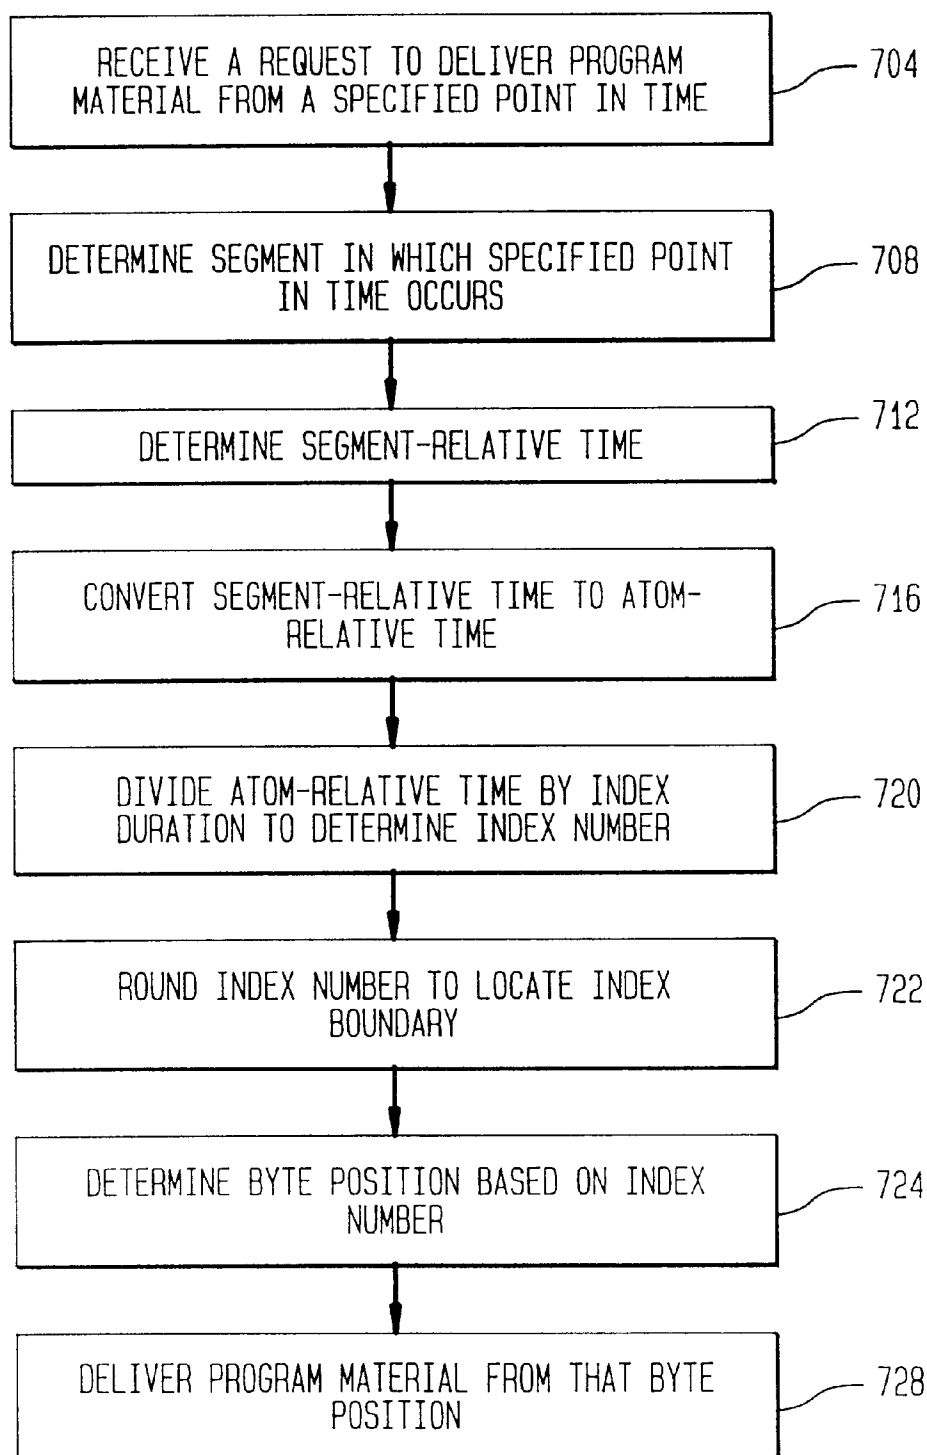 RECEIVE A REQUEST TO DELIVER PROGRAM
MATERIAL FROM A SPECIFIED POINT IN TIME
704
DETERMINE SEGMENT IN WHICH SPECIFIED POINT
IN TIME OCCURS
708
DETERMINE SEGMENT-RELATIVE TIME
712
CONVERT SEGMENT-RELATIVE TIME TO ATOM-
RELATIVE TIME
716
DIVIDE ATOM-RELATIVE TIME BY INDEX
DURATION TO DETERMINE INDEX NUMBER
720
ROUND INDEX NUMBER TO LOCATE INDEX
BOUNDARY
722
DETERMINE BYTE POSITION BASED ON INDEX
NUMBER
724
DELIVER PROGRAM MATERIAL FROM THAT BYTE
POSITION
728